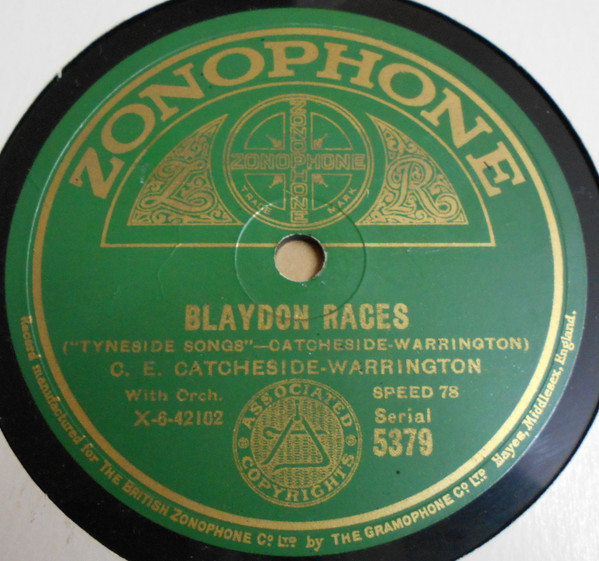 ZONOPHONE
ZONOPHONE
ZONOPHONE
TRADE MARK
Z R
BLAYDON RACES
("TYNESIDE SONGS"—CATCHESIDE-WARRINGTON)
C. E. CATCHESIDE-WARRINGTON
With Orch. SPEED 78
X-6-42102 Serial
5379
ASSOCIATED
COPYRIGHTS
Record manufactured for THE BRITISH ZONOPHONE Co LTD by THE GRAMOPHONE Co LTD Hayes, Middlesex, England.